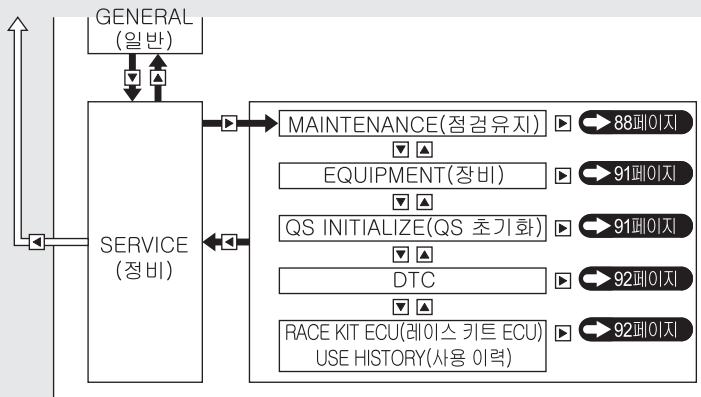 GENERAL
(일반)
SERVICE
(정비)
MAINTENANCE(점검유지)
88페이지
EQUIPMENT(장비)
91페이지
QS INITIALIZE(QS 초기화)
91페이지
DTC
92페이지
RACE KIT ECU(레이스 키트 ECU)
USE HISTORY(사용 이력)
92페이지